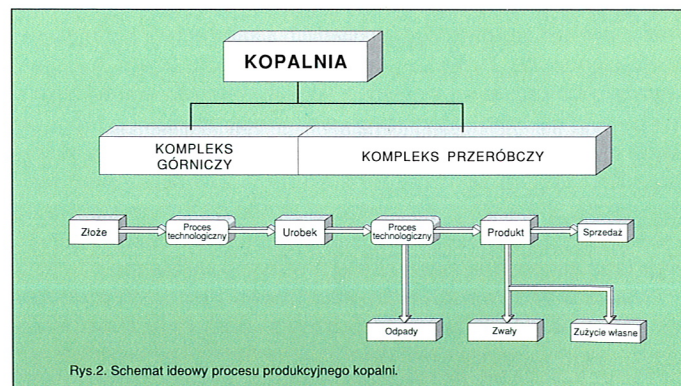 KOPALNIA
KOMPLEKS
GÓRNICZY
KOMPLEKS PRZERÓBCZY
Złoże
Proces
technologiczny
Urobek
Proces
technologiczny
Produkt
Sprzedaż
Odpady
Zwały
Zużycie własne
Rys.2. Schemat ideowy procesu produkcyjnego kopalni.